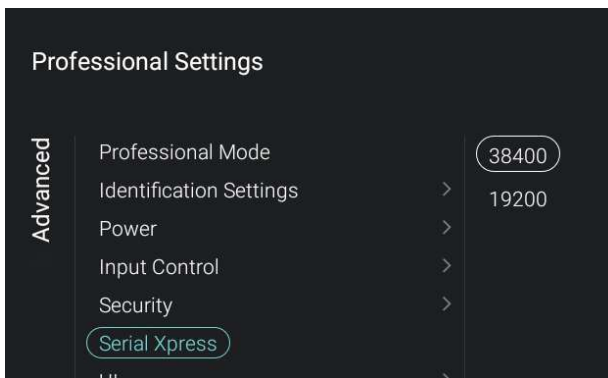 Professional Settings
Advanced
Professional Mode
Identification Settings
Power
Input Control
Security
Serial Xpress
38400
19200